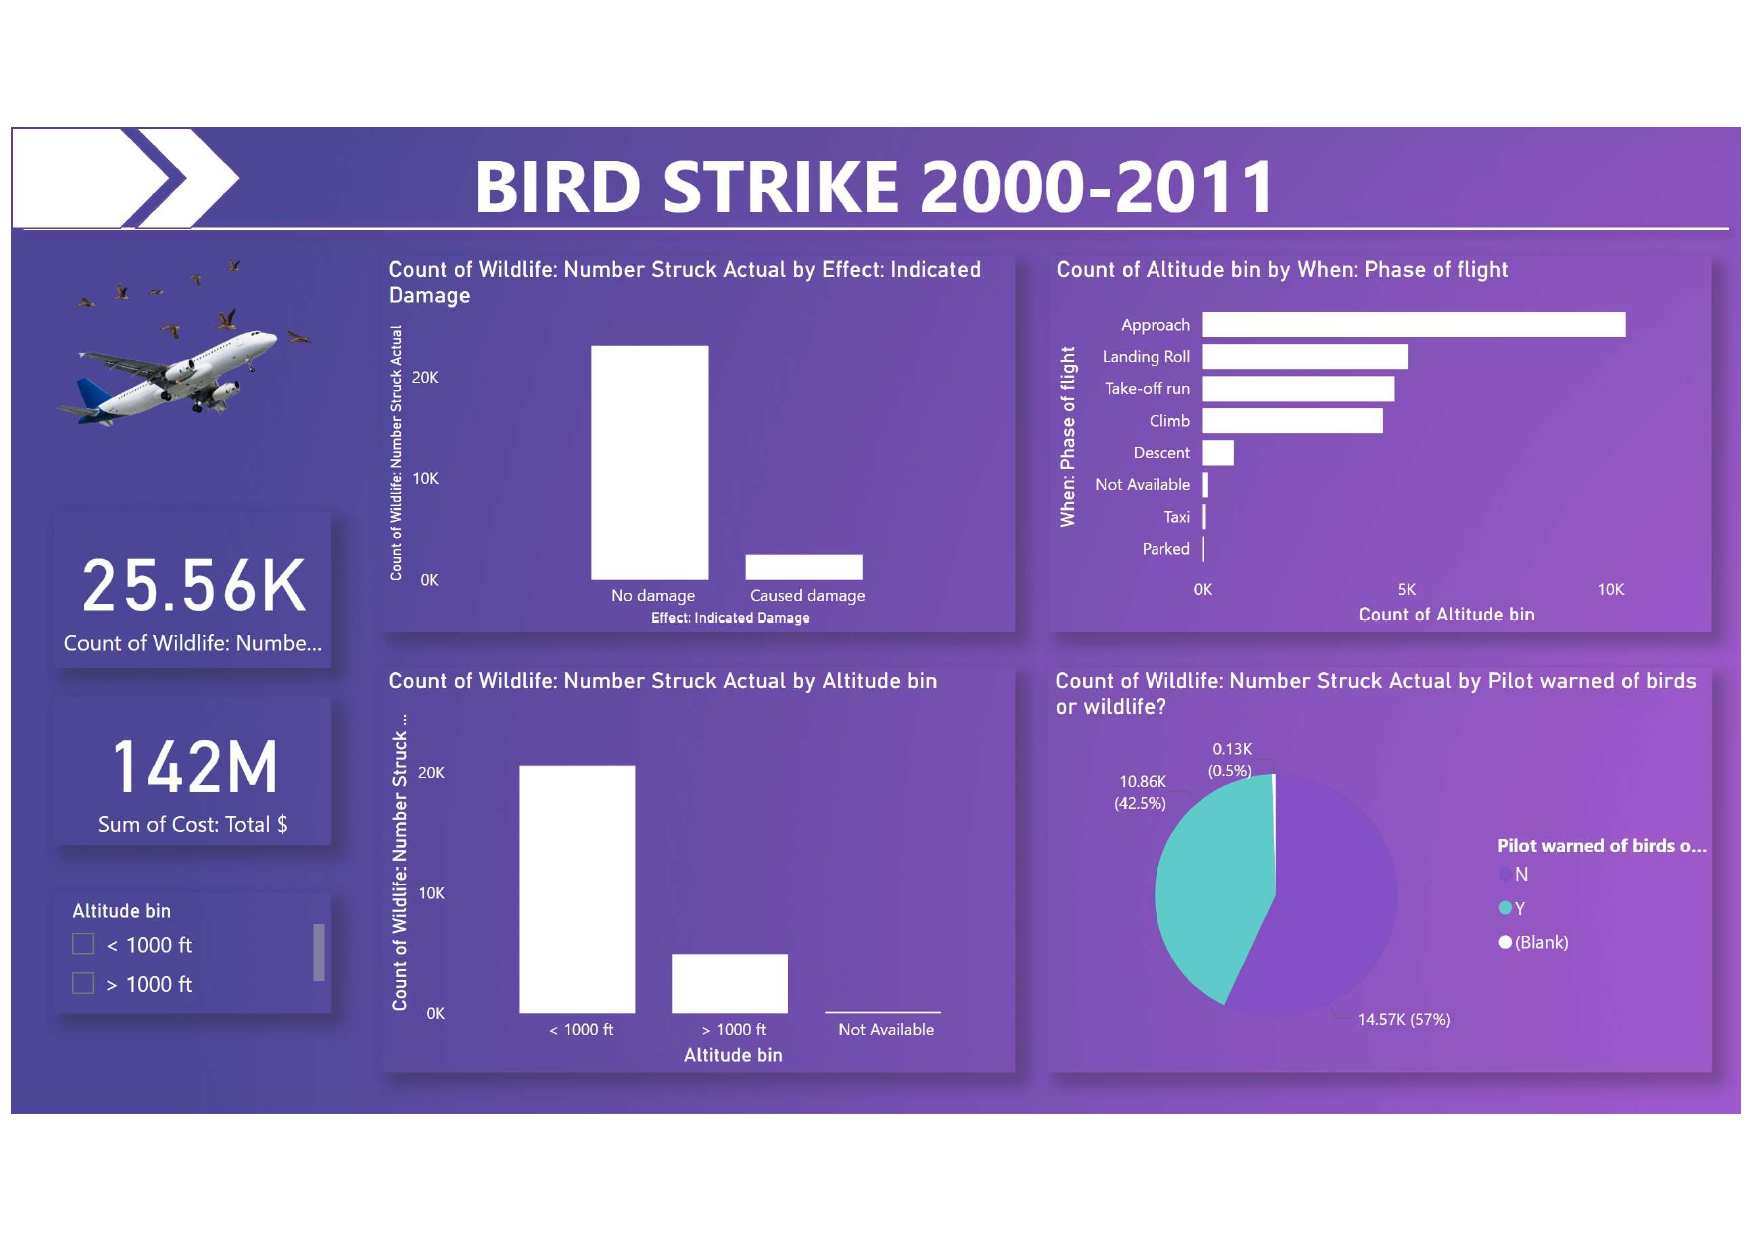 BIRD STRIKE 2000-2011
25.56K
Count of Wildlife: Numbe...
142M
Sum of Cost: Total $
Altitude bin
< 1000 ft
> 1000 ft
Count of Wildlife: Number Struck Actual by Effect: Indicated
Damage
Count of Wildlife: Number Struck Actual
20K
10K
0K
No damage
Caused damage
Effect: Indicated Damage
Count of Altitude bin by When: Phase of flight
When: Phase of flight
Approach
Landing Roll
Take-off run
Climb
Descent
Not Available
Taxi
Parked
0K
5K
10K
Count of Altitude bin
Count of Wildlife: Number Struck Actual by Altitude bin
Count of Wildlife: Number Struck ...
20K
10K
0K
< 1000 ft
> 1000 ft
Not Available
Altitude bin
Count of Wildlife: Number Struck Actual by Pilot warned of birds
or wildlife?
0.13K
(0.5%)
10.86K
(42.5%)
14.57K (57%)
Pilot warned of birds o...
N
Y
(Blank)